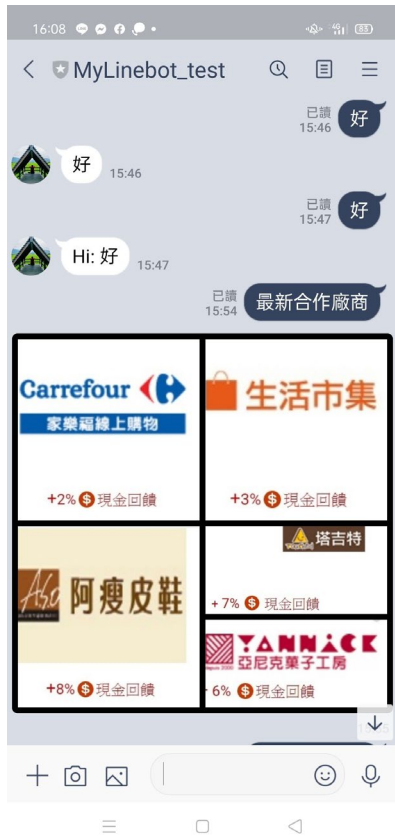 16:08
4G
83
MyLinebot_test
已讀
15:46
好
好
15:46
已讀
15:47
好
Hi: 好
15:47
已讀
15:54
最新合作廠商
Carrefour
家樂福線上購物
+2% $ 現金回饋
生活市集
+3% $ 現金回饋
Aso
阿瘦皮鞋
+8% $ 現金回饋
塔吉特
+ 7% $ 現金回饋
YANNICK
亞尼克菓子工房
6% $ 現金回饋